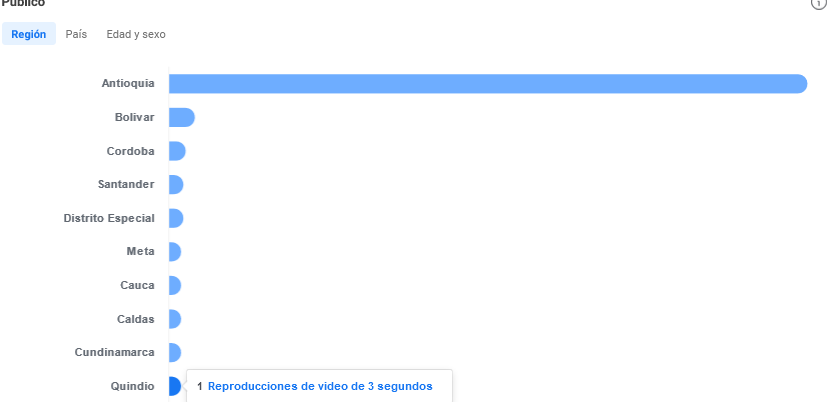 Público
Región País Edad y sexo
Antioquia
Bolivar
Cordoba
Santander
Distrito Especial
Meta
Cauca
Caldas
Cundinamarca
Quindio 1 Reproducciones de video de 3 segundos